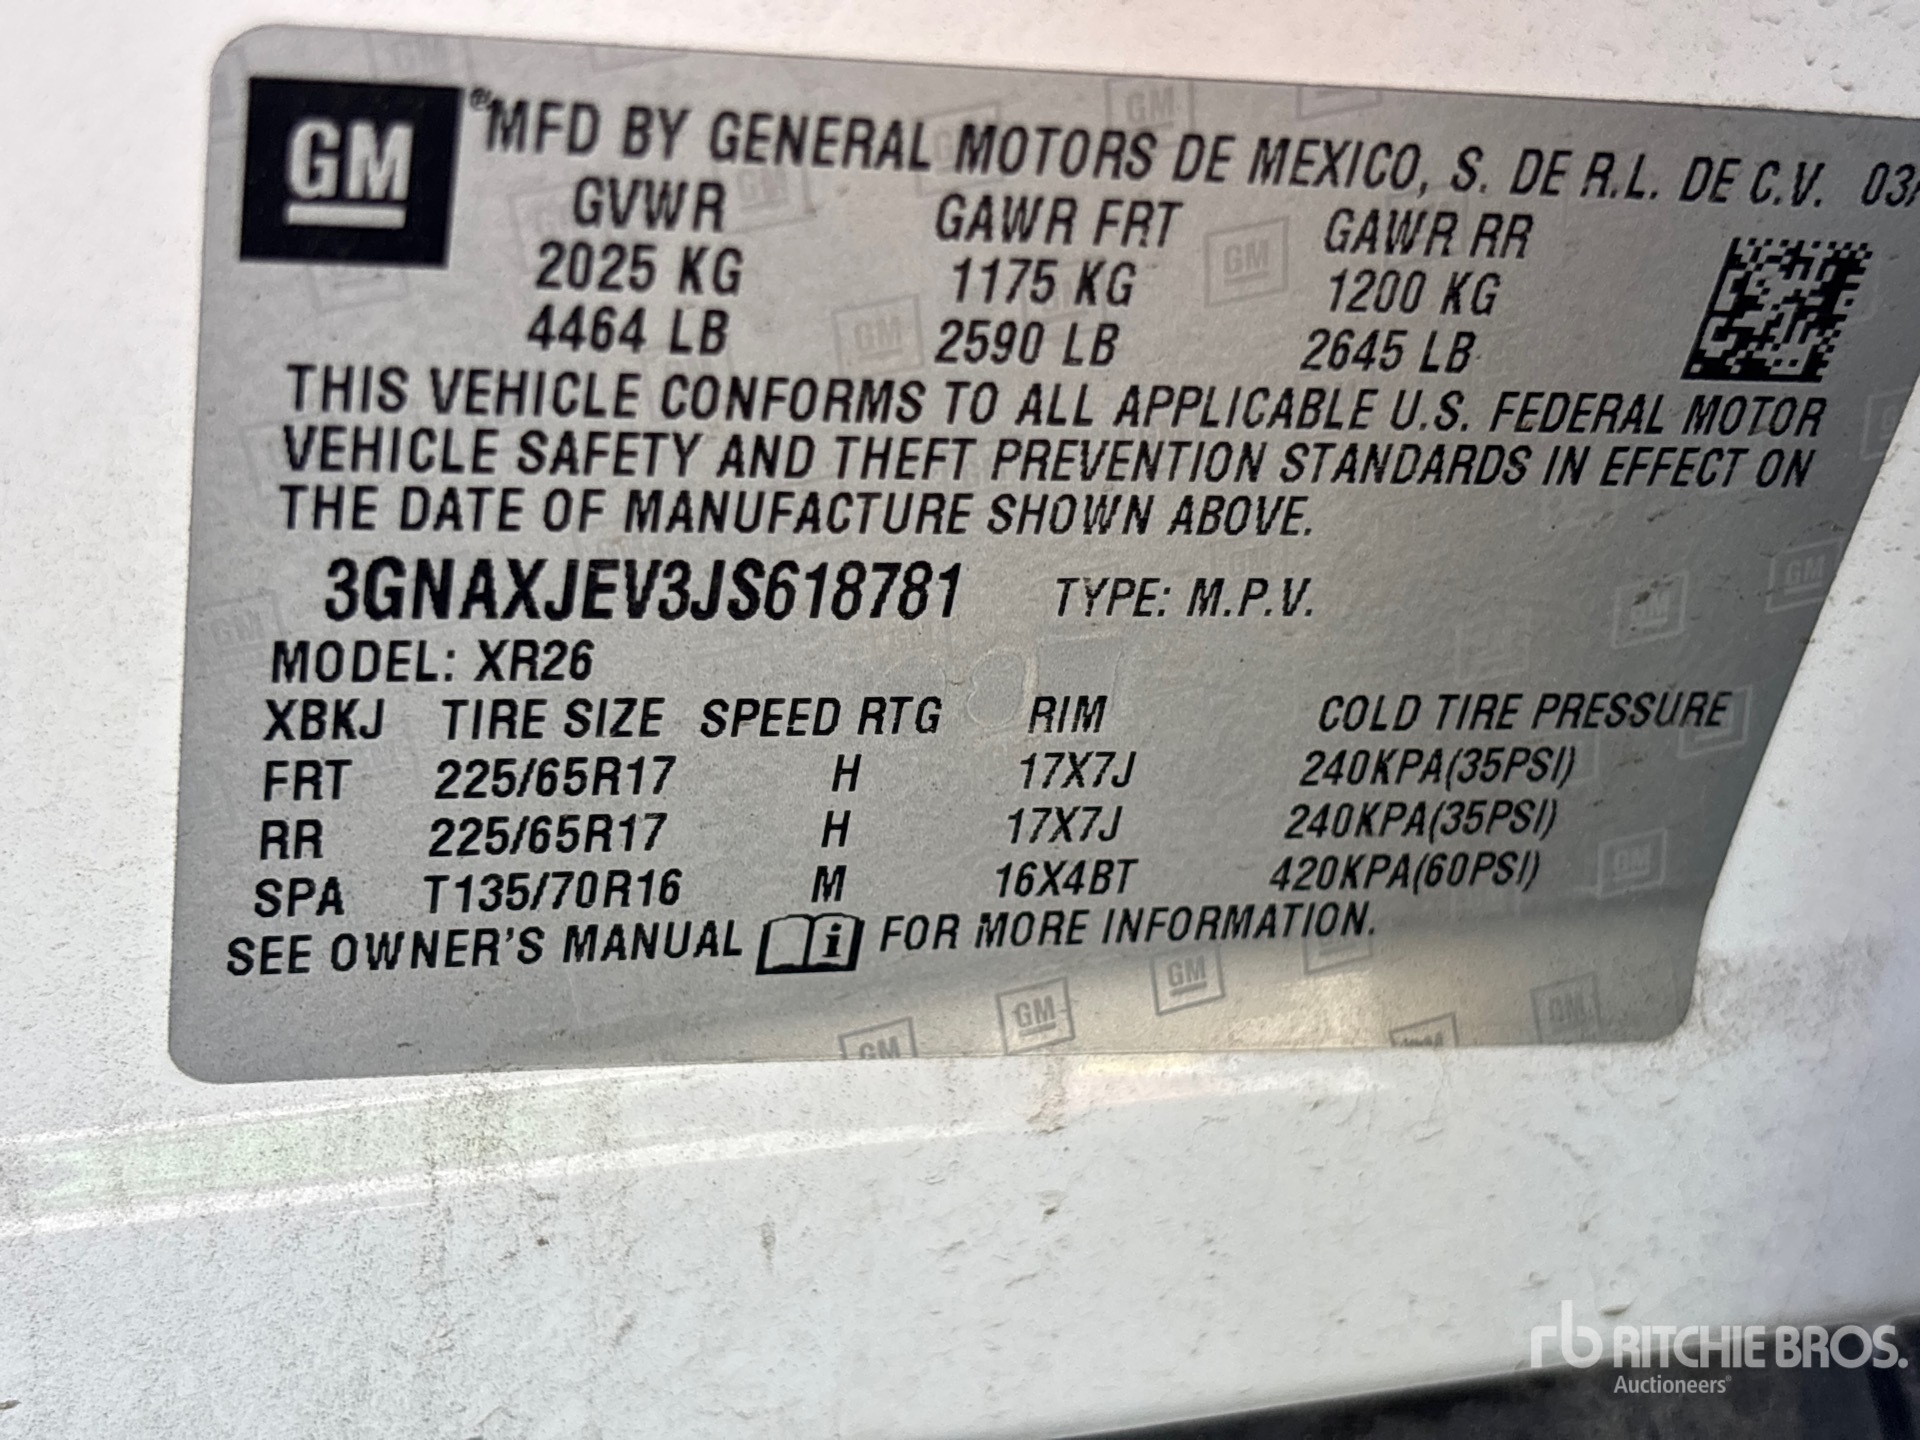 GM
®MFD BY GENERAL MOTORS DE MEXICO, S. DE R.L. DE C.V. 03/
GVWR GAWR FRT GAWR RR
2025 KG 1175 KG 1200 KG
4464 LB 2590 LB 2645 LB
THIS VEHICLE CONFORMS TO ALL APPLICABLE U.S. FEDERAL MOTOR
VEHICLE SAFETY AND THEFT PREVENTION STANDARDS IN EFFECT ON
THE DATE OF MANUFACTURE SHOWN ABOVE.
3GNAXJEV3JS618781 TYPE: M.P.V.
MODEL: XR26
XBKJ TIRE SIZE SPEED RTG RIM COLD TIRE PRESSURE
FRT 225/65R17 H 17X7J 240KPA(35PSI)
RR 225/65R17 H 17X7J 240KPA(35PSI)
SPA T135/70R16 M 16X4BT 420KPA(60PSI)
SEE OWNER'S MANUAL i FOR MORE INFORMATION.
rb RITCHIE BROS.
Auctioneers